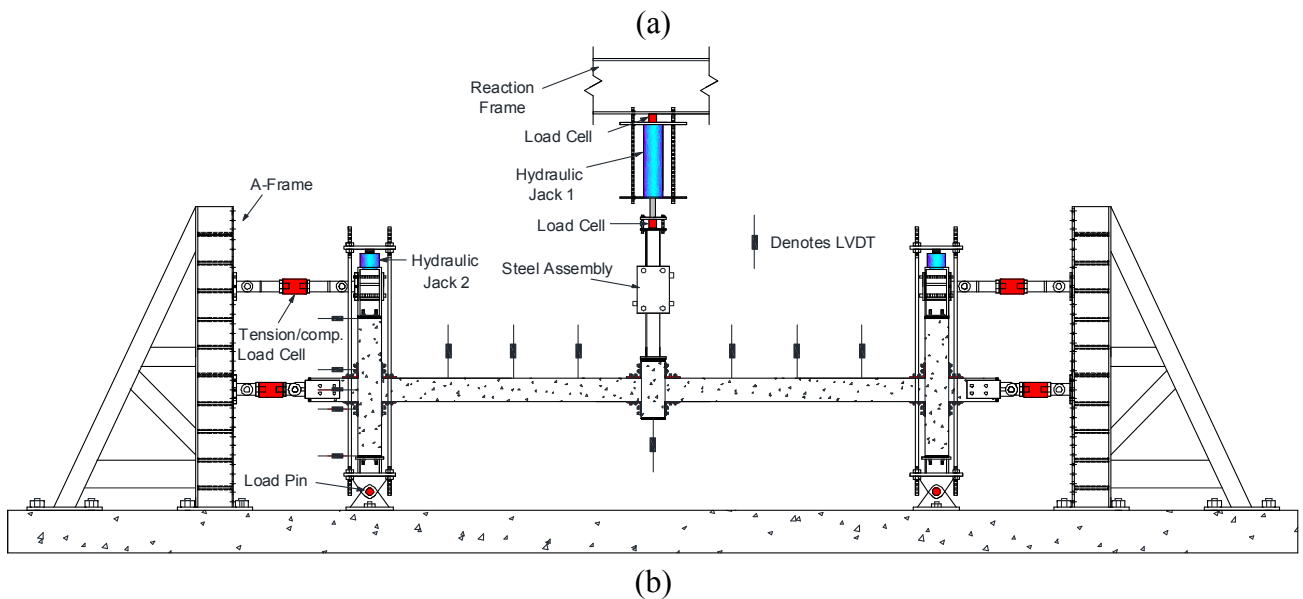 (a)
Reaction
Frame
Load Cell
A-Frame
Hydraulic
Jack 1
Load Cell
Denotes LVDT
Hydraulic
Jack 2
Steel Assembly
Tension/comp.
Load Cell
Load Pin
(b)